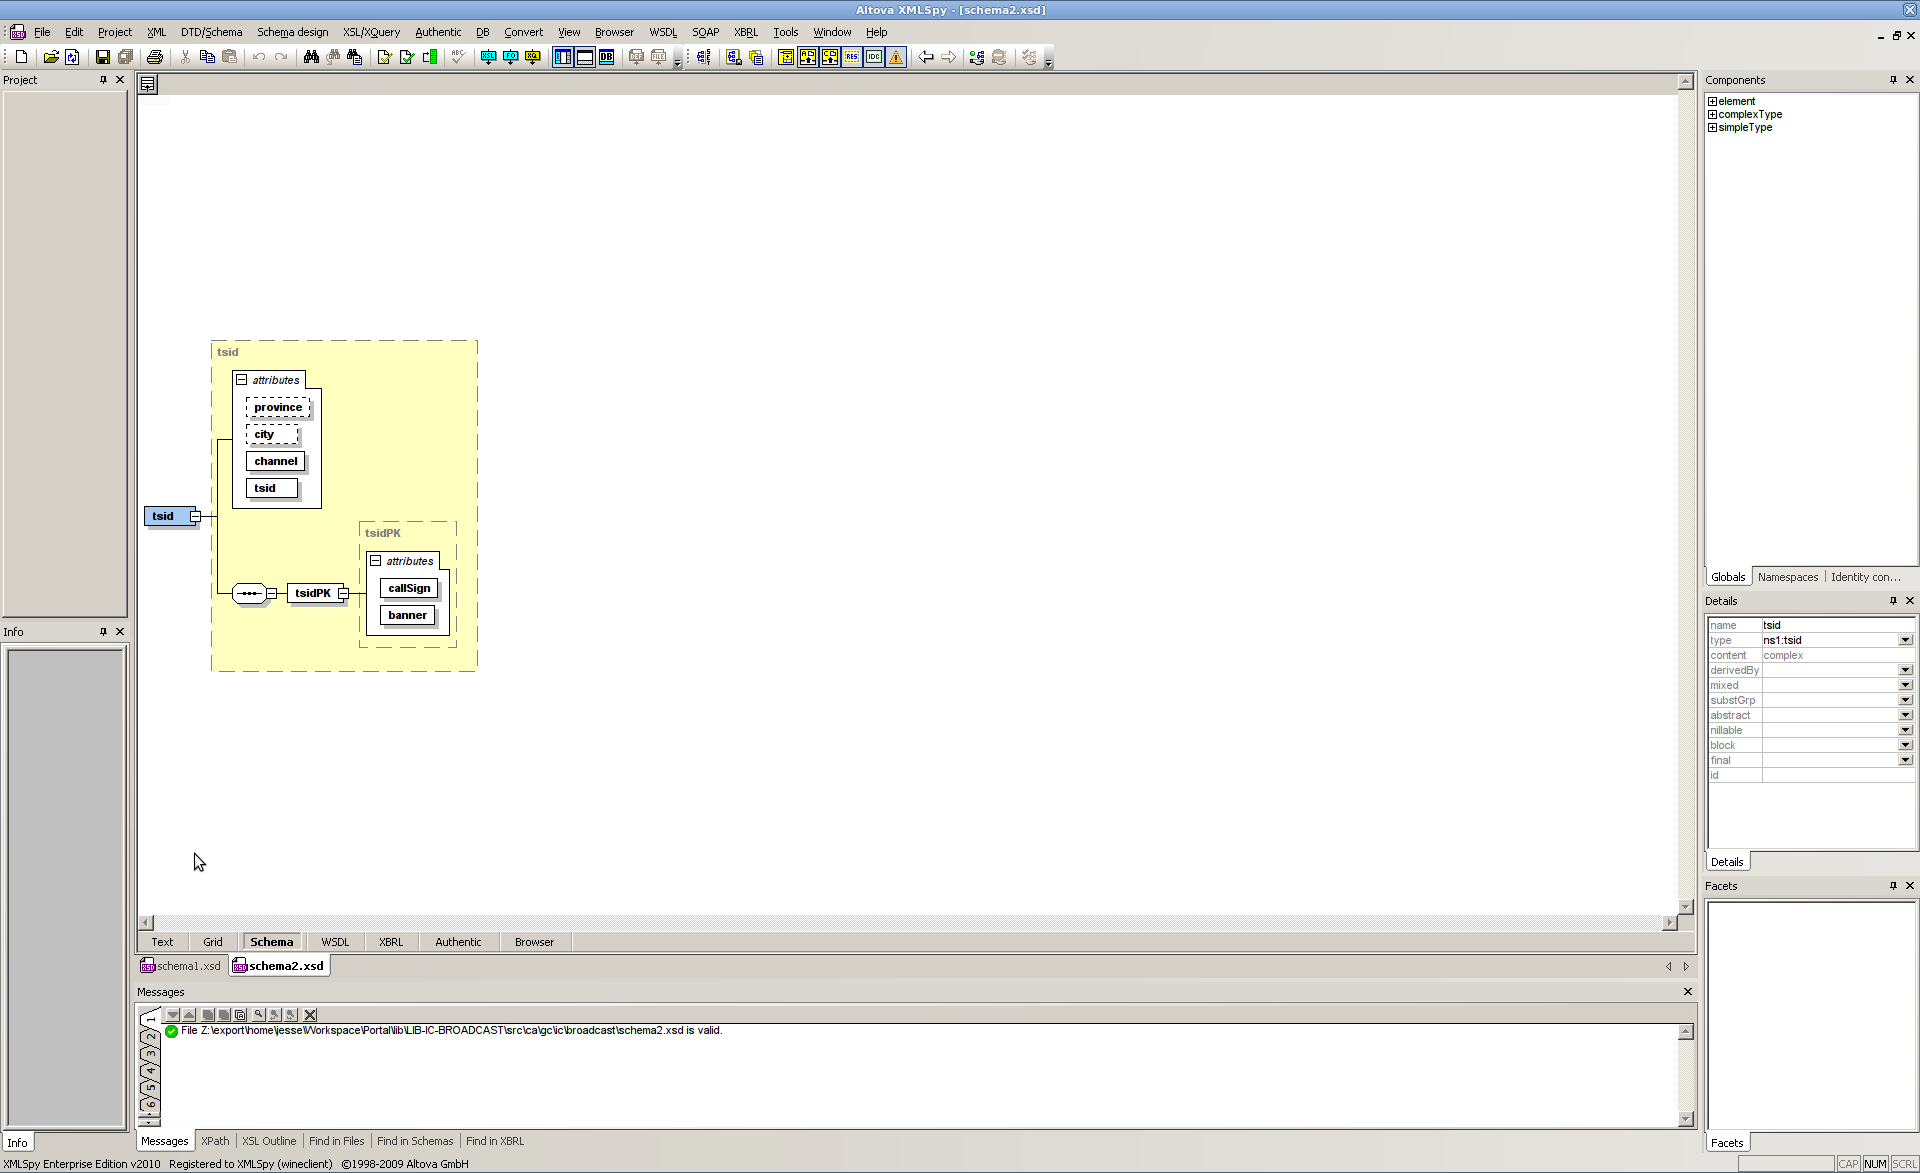 Altova XMLSpy - [schema2.xsd]
File Edit Project XML DTD/Schema Schema design XSL/XQuery Authentic DB Convert View Browser WSDL SOAP XBRL Tools Window Help
Project
Components
element
complexType
simpleType
tsid
attributes
province
city
channel
tsid
tsid
tsidPK
attributes
callSign
banner
tsidPK
Globals Namespaces Identity con...
Details
name tsid
type ns1:tsid
content complex
derivedBy
mixed
substGrp
abstract
nillable
block
final
id
Details
Facets
Facets
Info
Info
Text Grid Schema WSDL XBRL Authentic Browser
schema1.xsd schema2.xsd
Messages
1
2
3
4
5
6
File Z:\export\home\jesse\Workspace\Portal\lib\LIB-IC-BROADCAST\src\ca\gc\ic\broadcast\schema2.xsd is valid.
Messages XPath XSL Outline Find in Files Find in Schemas Find in XBRL
XMLSpy Enterprise Edition v2010 Registered to XMLSpy (wineclient) ©1998-2009 Altova GmbH
CAP NUM SCRL